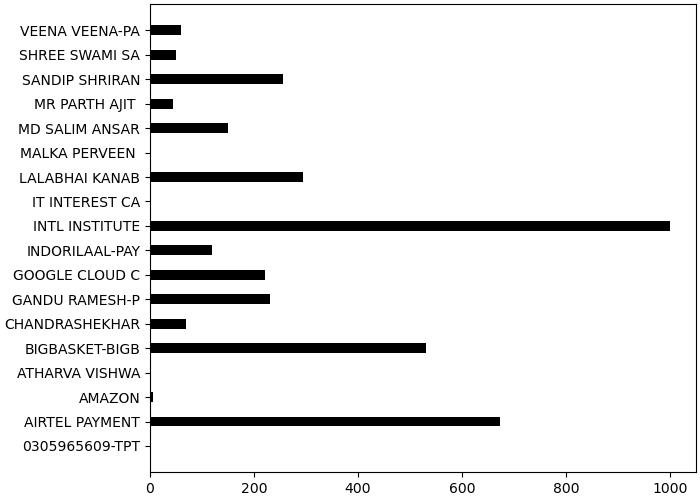 VEENA VEENA-PA
SHREE SWAMI SA
SANDIP SHRIRAN
MR PARTH AJIT
MD SALIM ANSAR
MALKA PERVEEN
LALABHAI KANAB
IT INTEREST CA
INTL INSTITUTE
INDORILAAL-PAY
GOOGLE CLOUD C
GANDU RAMESH-P
CHANDRASHEKHAR
BIGBASKET-BIGB
ATHARVA VISHWA
AMAZON
AIRTEL PAYMENT
0305965609-TPT
0 200 400 600 800 1000